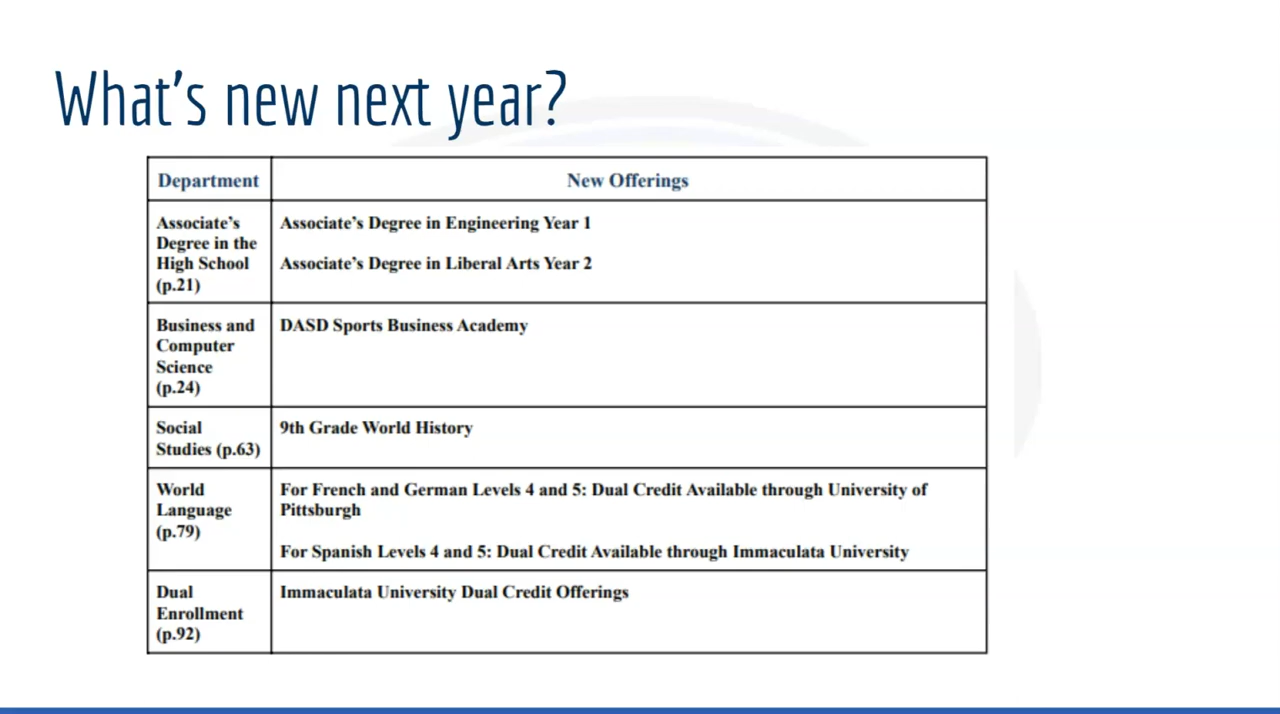 What's new next year?
Department
New Offerings
Associate's
Degree in the
High School
(p.21)
Associate's Degree in Engineering Year 1
Associate's Degree in Liberal Arts Year 2
Business and
Computer
Science
(p.24)
DASD Sports Business Academy
Social
Studies (p.63)
9th Grade World History
World
Language
(p.79)
For French and German Levels 4 and 5: Dual Credit Available through University of
Pittsburgh
For Spanish Levels 4 and 5: Dual Credit Available through Immaculata University
Dual
Enrollment
(p.92)
Immaculata University Dual Credit Offerings